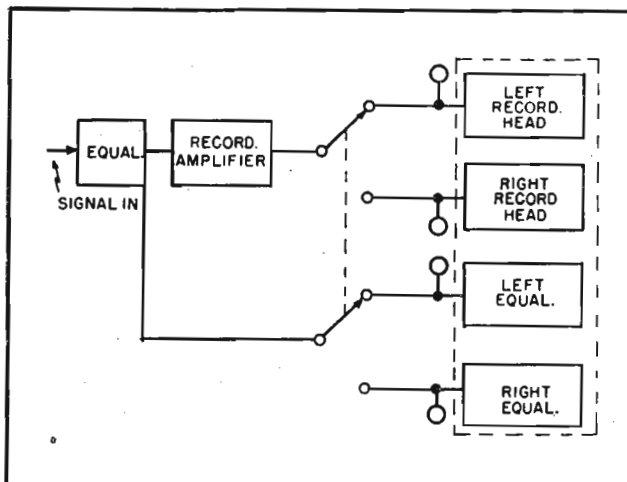 EQUAL.
SIGNAL IN
RECORD.
AMPLIFIER
LEFT
RECORD.
HEAD
RIGHT
RECORD
HEAD
LEFT
EQUAL.
RIGHT
EQUAL.